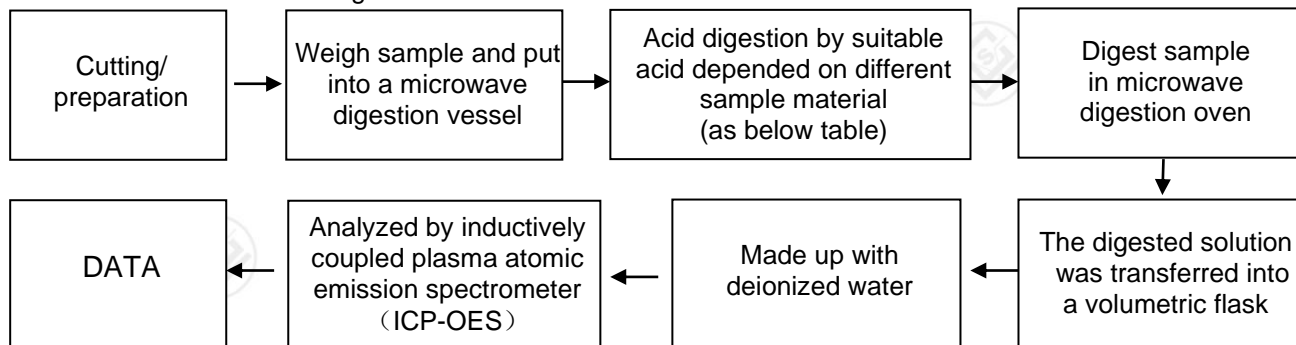 Cutting/
preparation
Weigh sample and put
into a microwave
digestion vessel
Acid digestion by suitable
acid depended on different
sample material
(as below table)
Digest sample
in microwave
digestion oven
The digested solution
was transferred into
a volumetric flask
Made up with
deionized water
Analyzed by inductively
coupled plasma atomic
emission spectrometer
（ICP-OES）
DATA